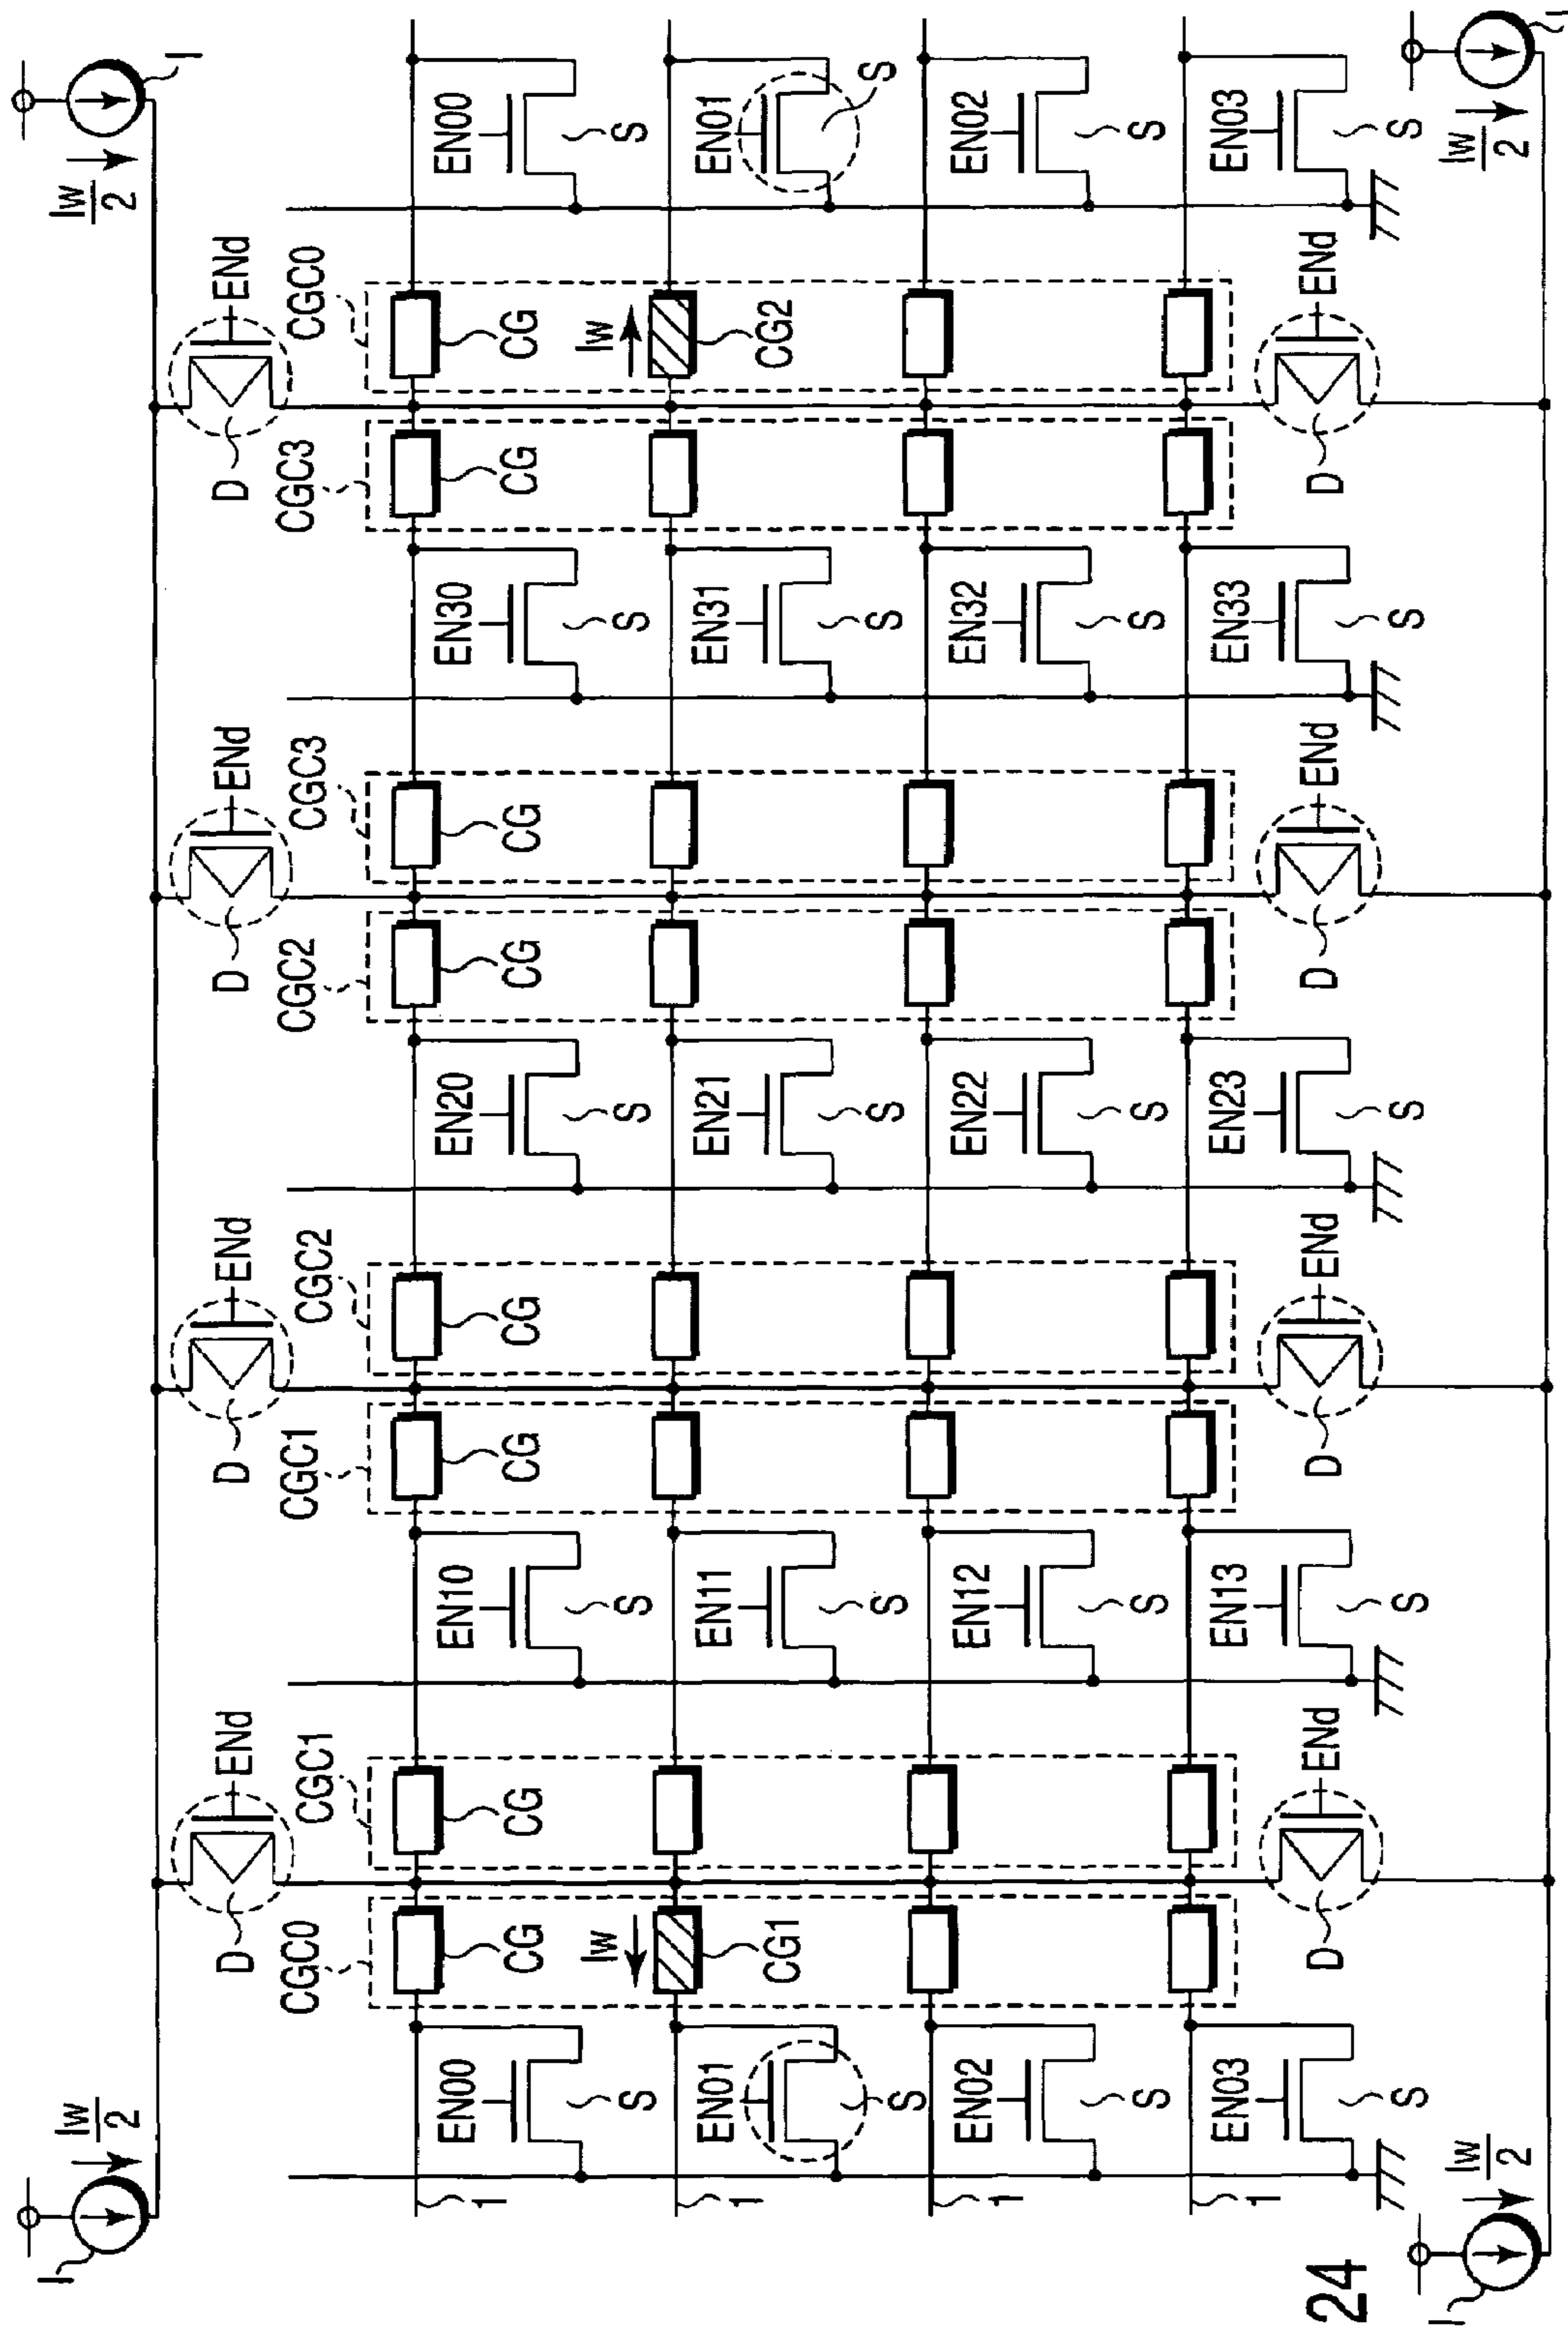 I Iw/2 Iw/2 I
D ENd D ENd D ENd D ENd
CGC0 CGC1 CGC1 CGC2 CGC2 CGC3 CGC3 CGC0
1 EN00 EN10 EN20 EN30 EN00
CG CG CG CG CG CG CG CG
S S S S S
Iw Iw
1 EN01 EN11 EN21 EN31 EN01
CG1 CG2
S S S S S
1 EN02 EN12 EN22 EN32 EN02
S S S S S
1 EN03 EN13 EN23 EN33 EN03
D ENd D ENd D ENd D ENd
S S S S S
24
I Iw/2 Iw/2 I